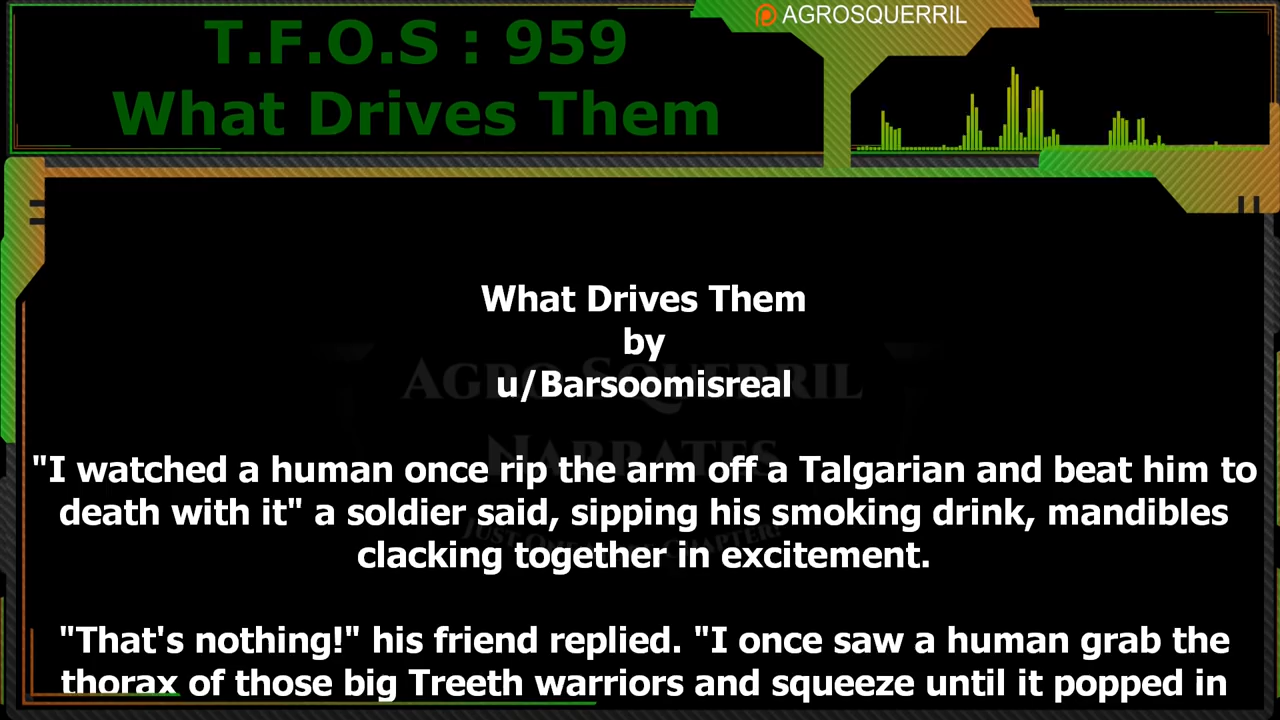 AGROSQUERRIL
T.F.O.S : 959
What Drives Them
What Drives Them
by
u/Barsoomisreal
AGRO SQUERRIL
NARRATES
"I watched a human once rip the arm off a Talgarian and beat him to
death with it" a soldier said, sipping his smoking drink, mandibles
clacking together in excitement.
"That's nothing!" his friend replied. "I once saw a human grab the
thorax of those big Treeth warriors and squeeze until it popped in